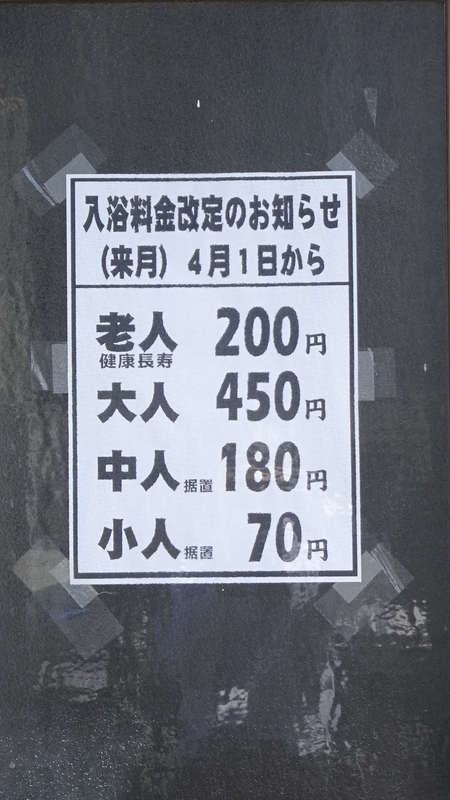 入浴料金改定のお知らせ
(来月) 4月1日から
老人 200円
健康長寿
大人 450円
中人据置 180円
小人据置 70円